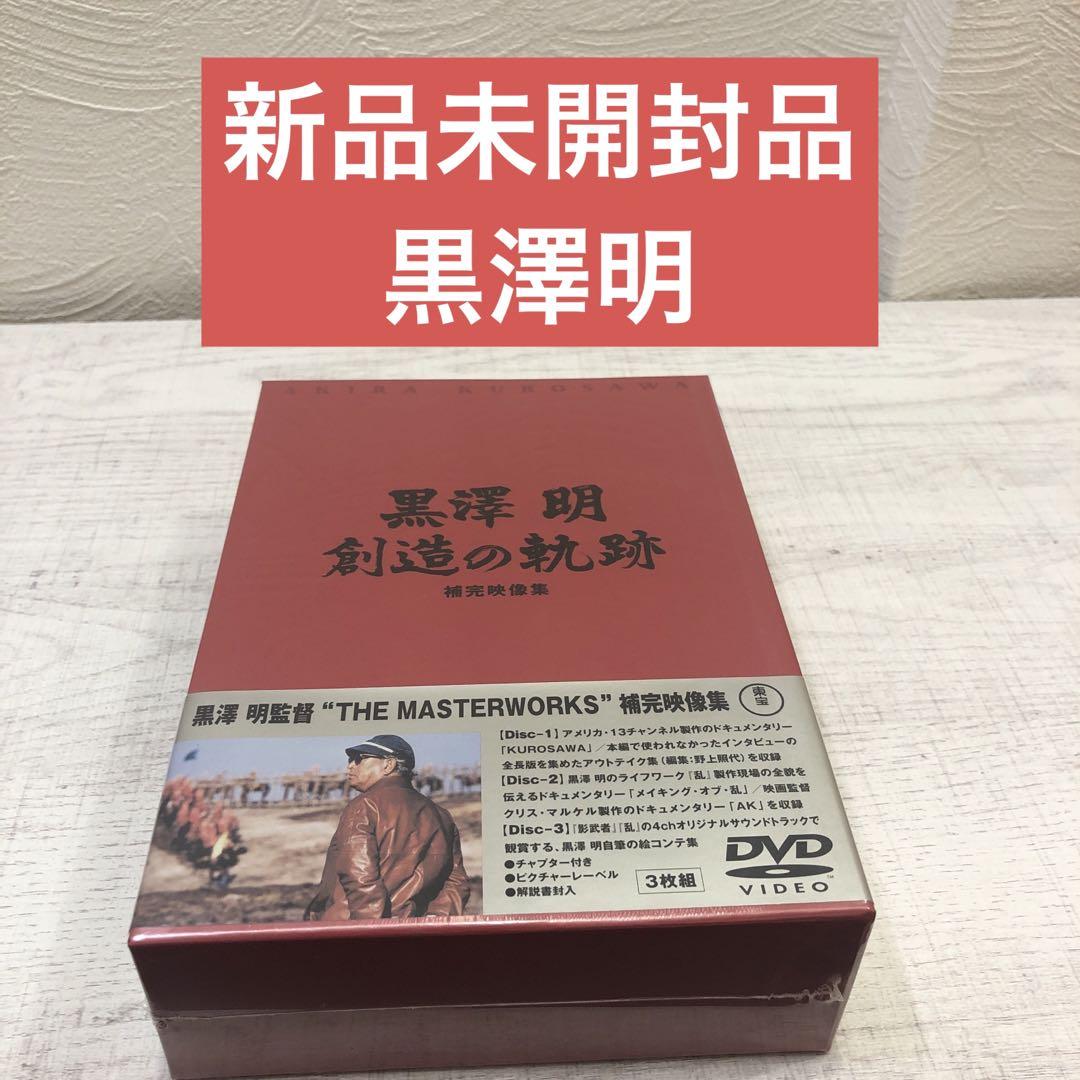 新品未開封品
黒澤明
AKIRA KUROSAWA
黒澤 明
創造の軌跡
補完映像集
黒澤 明監督 “THE MASTERWORKS” 補完映像集
東宝
【Disc-1】アメリカ・13チャンネル製作のドキュメンタリー
「KUROSAWA」／本編で使われなかったインタビューの
全長版を集めたアウトテイク集（編集：野上照代）を収録
【Disc-2】黒澤 明のライフワーク『乱』製作現場の全貌を
伝えるドキュメンタリー「メイキング・オブ・乱」／映画監督
クリス・マルケル製作のドキュメンタリー「AK」を収録
【Disc-3】『影武者』『乱』の4chオリジナルサウンドトラックで
観賞する、黒澤 明自筆の絵コンテ集
●チャプター付き
●ピクチャーレーベル
●解説書封入
3枚組
DVD
VIDEO
TM